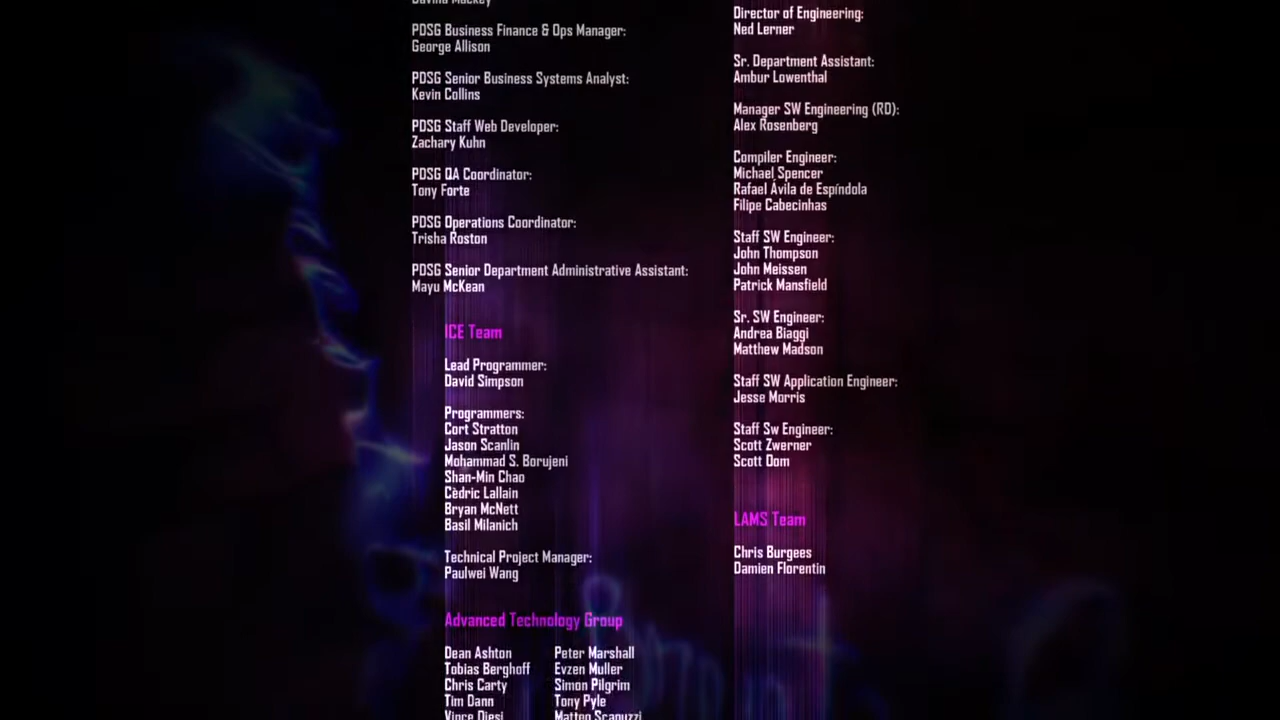 Davina Mackey
PDSG Business Finance & Ops Manager:
George Allison
PDSG Senior Business Systems Analyst:
Kevin Collins
PDSG Staff Web Developer:
Zachary Kuhn
PDSG QA Coordinator:
Tony Forte
PDSG Operations Coordinator:
Trisha Roston
PDSG Senior Department Administrative Assistant:
Mayu McKean
ICE Team
Lead Programmer:
David Simpson
Programmers:
Cort Stratton
Jason Scanlin
Mohammad S. Borujeni
Shan-Min Chao
Cèdric Lallain
Bryan McNett
Basil Milanich
Technical Project Manager:
Paulwei Wang
Advanced Technology Group
Dean Ashton
Tobias Berghoff
Chris Carty
Tim Dann
Vince Diesi
Peter Marshall
Evzen Muller
Simon Pilgrim
Tony Pyle
Matteo Scapuzzi
Director of Engineering:
Ned Lerner
Sr. Department Assistant:
Ambur Lowenthal
Manager SW Engineering (RD):
Alex Rosenberg
Compiler Engineer:
Michael Spencer
Rafael Ávila de Espíndola
Filipe Cabecinhas
Staff SW Engineer:
John Thompson
John Meissen
Patrick Mansfield
Sr. SW Engineer:
Andrea Biaggi
Matthew Madson
Staff SW Application Engineer:
Jesse Morris
Staff Sw Engineer:
Scott Zwerner
Scott Dom
LAMS Team
Chris Burgees
Damien Florentin